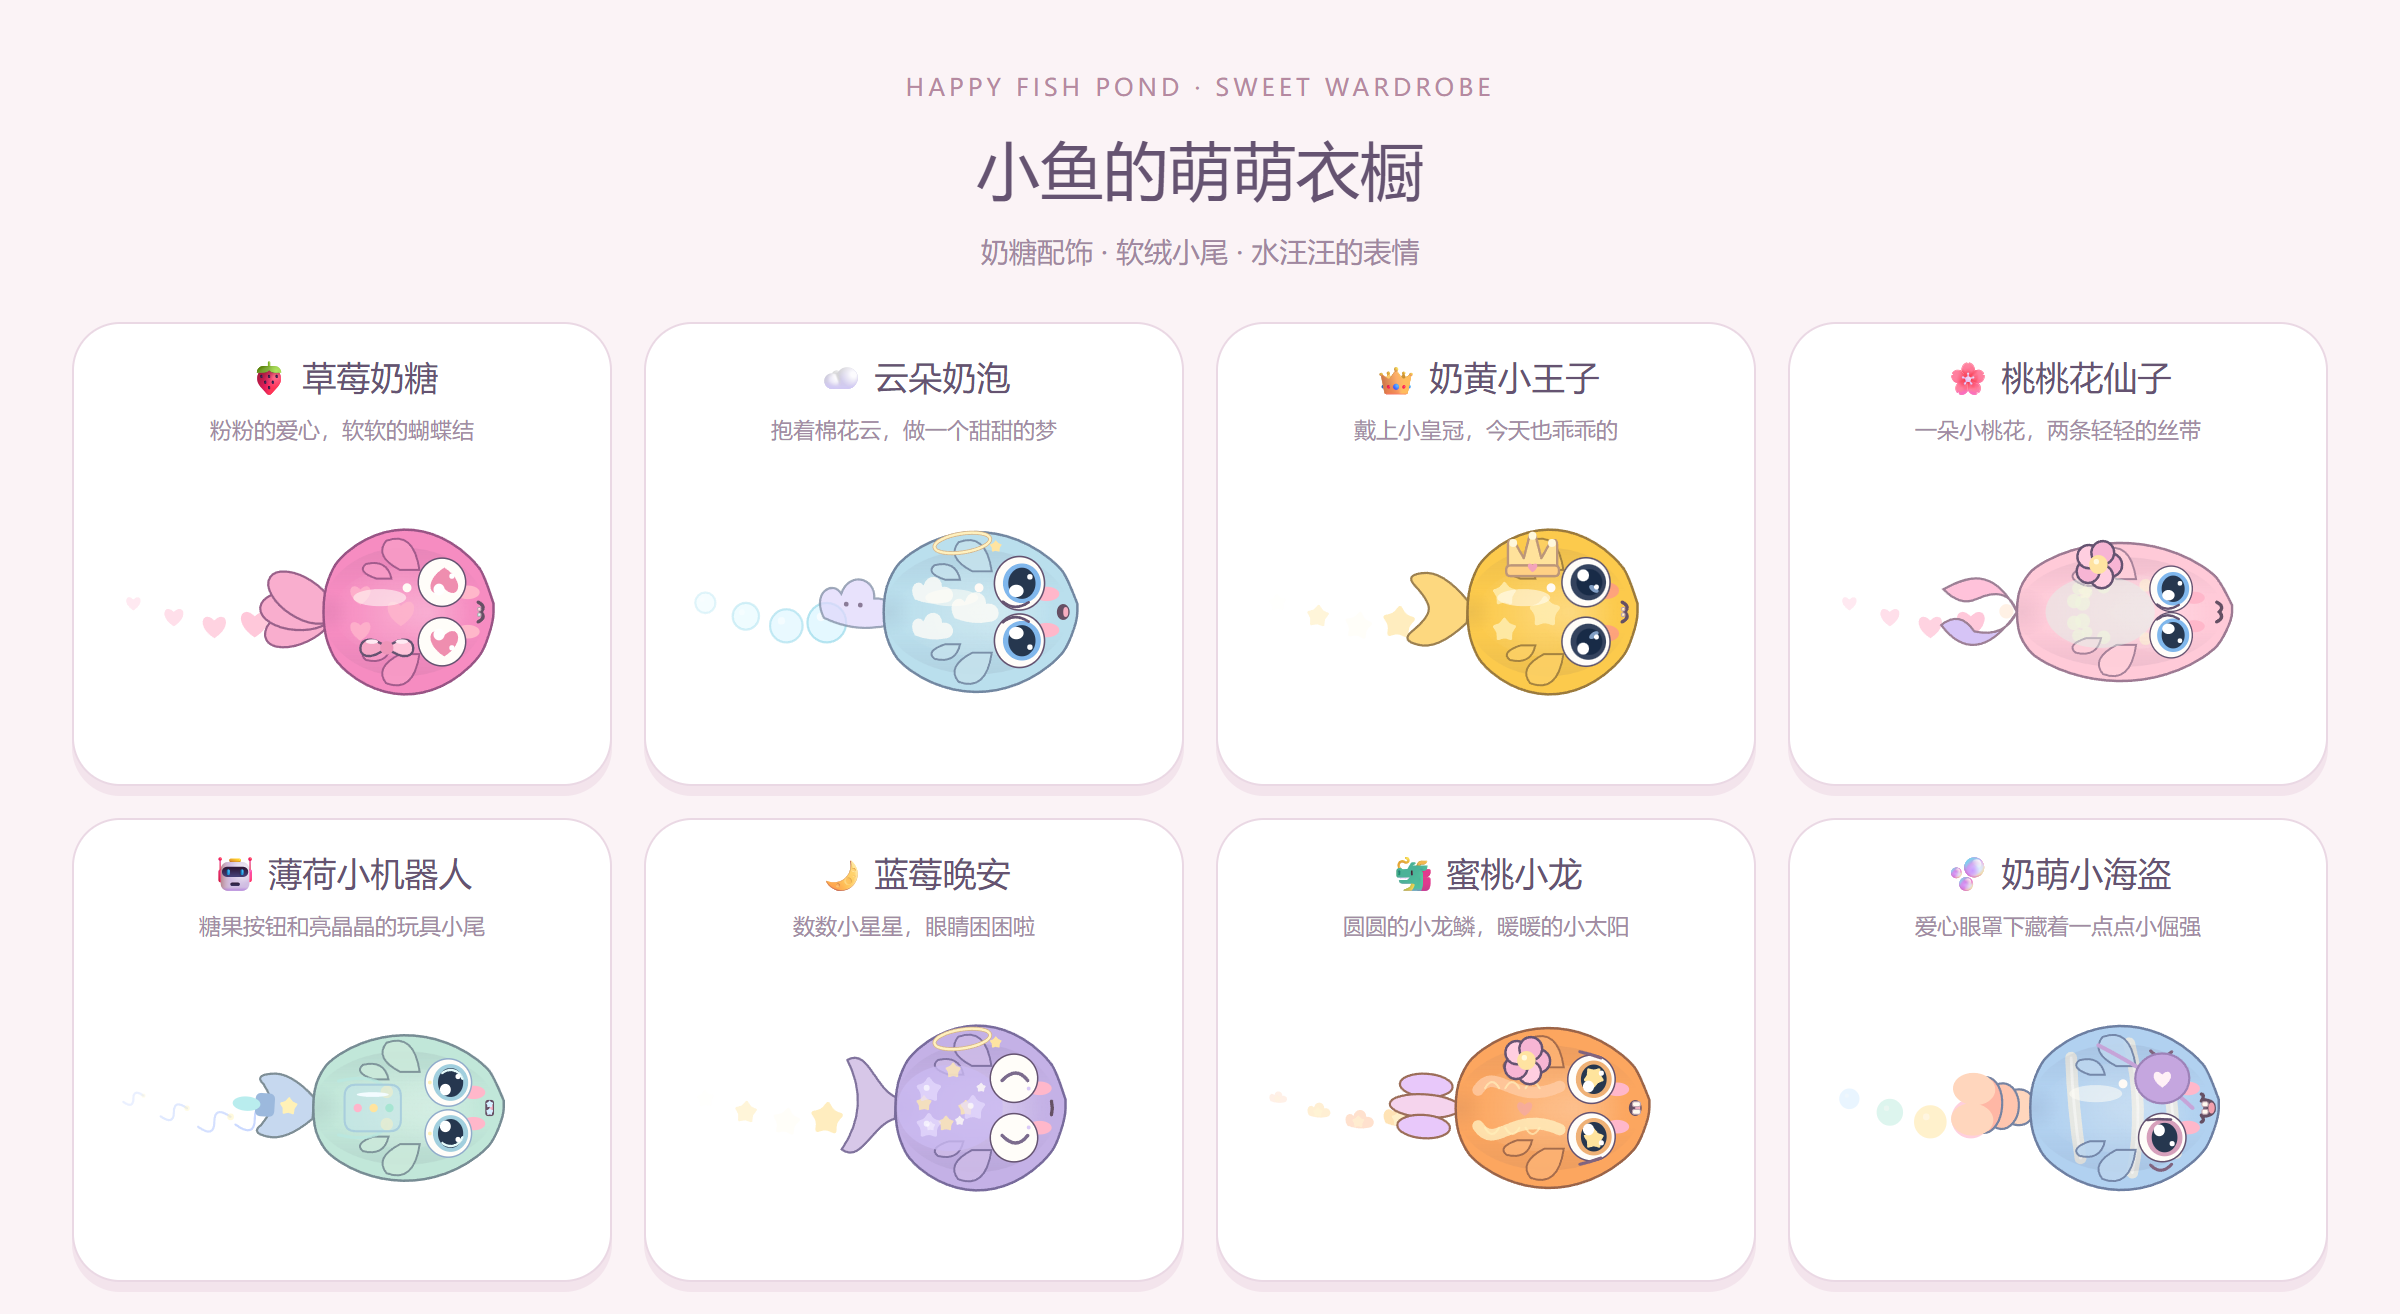 HAPPY FISH POND · SWEET WARDROBE
小鱼的萌萌衣橱
奶糖配饰 · 软绒小尾 · 水汪汪的表情
草莓奶糖
粉粉的爱心，软软的蝴蝶结
云朵奶泡
抱着棉花云，做一个甜甜的梦
奶黄小王子
戴上小皇冠，今天也乖乖的
桃桃花仙子
一朵小桃花，两条轻轻的丝带
薄荷小机器人
糖果按钮和亮晶晶的玩具小尾
蓝莓晚安
数数小星星，眼睛困困啦
蜜桃小龙
圆圆的小龙鳞，暖暖的小太阳
奶萌小海盗
爱心眼罩下藏着一点点小倔强